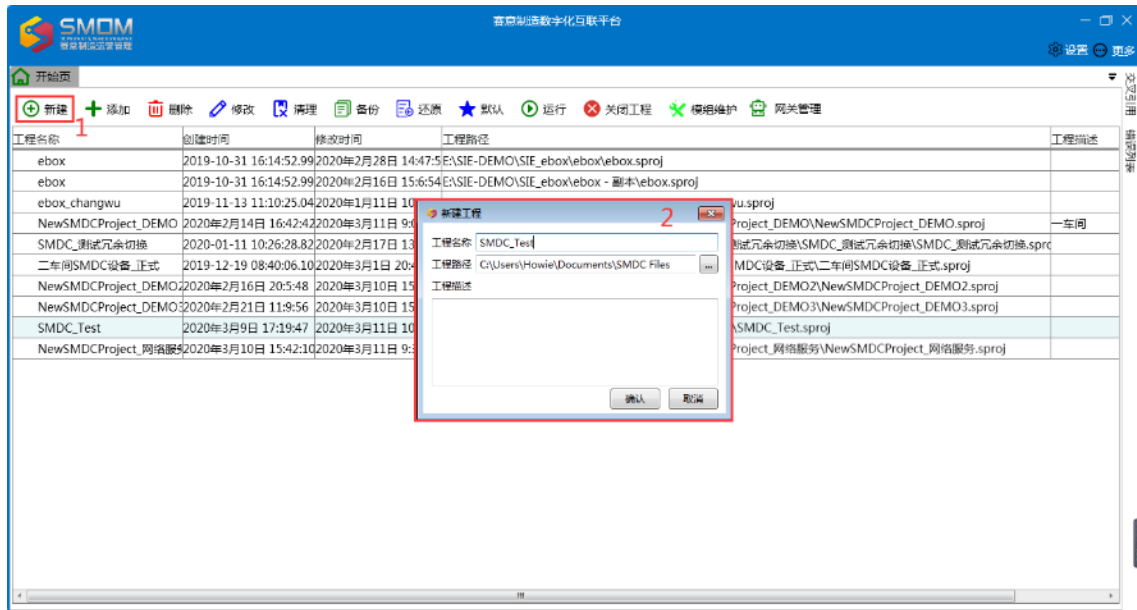 SMOM
赛意制造运营管理
赛意制造数字化互联平台
设置 更多
开始页
新建 添加 删除 修改 清理 备份 还原 默认 运行 关闭工程 模组维护 网关管理
1
工程名称 创建时间 修改时间 工程路径 工程描述
ebox 2019-10-31 16:14:52.99 2020年2月28日 14:47:5 E:\SIE-DEMO\SIE_ebox\ebox\ebox.sproj
ebox 2019-10-31 16:14:52.99 2020年2月16日 15:6:54 E:\SIE-DEMO\SIE_ebox\ebox - 副本\ebox.sproj
ebox_changwu 2019-11-13 11:10:25.04 2020年1月11日 10 vu.sproj
NewSMDCProject_DEMO 2020年2月14日 16:42:42 2020年3月11日 9:0 Project_DEMO\NewSMDCProject_DEMO.sproj 一车间
SMDC_测试冗余切换 2020-01-11 10:26:28.82 2020年2月17日 13 测试冗余切换\SMDC_测试冗余切换\SMDC_测试冗余切换.spro
二车间SMDC设备_正式 2019-12-19 08:40:06.10 2020年3月1日 20:4 MDC设备_正式\二车间SMDC设备_正式.sproj
NewSMDCProject_DEMO2 2020年2月16日 20:5:48 2020年3月10日 15 Project_DEMO2\NewSMDCProject_DEMO2.sproj
NewSMDCProject_DEMO3 2020年2月21日 11:9:56 2020年3月10日 15 Project_DEMO3\NewSMDCProject_DEMO3.sproj
SMDC_Test 2020年3月9日 17:19:47 2020年3月11日 10 \SMDC_Test.sproj
NewSMDCProject_网络服务 2020年3月10日 15:42:10 2020年3月11日 9:3 Project_网络服务\NewSMDCProject_网络服务.sproj
新建工程 2
工程名称 SMDC_Test
工程路径 C:\Users\Howie\Documents\SMDC Files ...
工程描述
确认 取消
交叉引用
错误列表